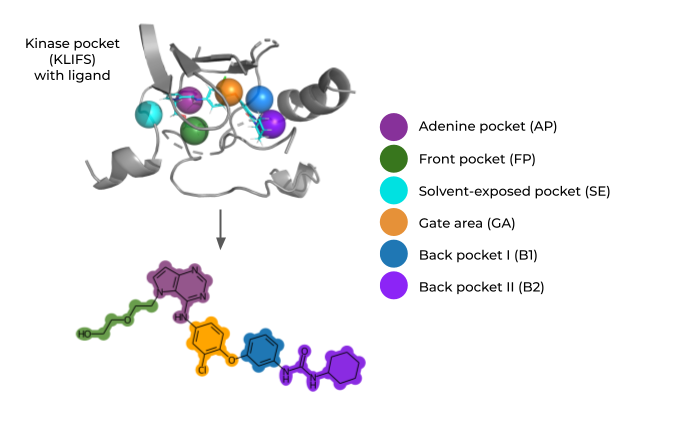 Kinase pocket
(KLIFS)
with ligand
Adenine pocket (AP)
Front pocket (FP)
Solvent-exposed pocket (SE)
Gate area (GA)
Back pocket I (B1)
Back pocket II (B2)
N
N
N
HN
HO
O
Cl
O
O
N
H
N
H